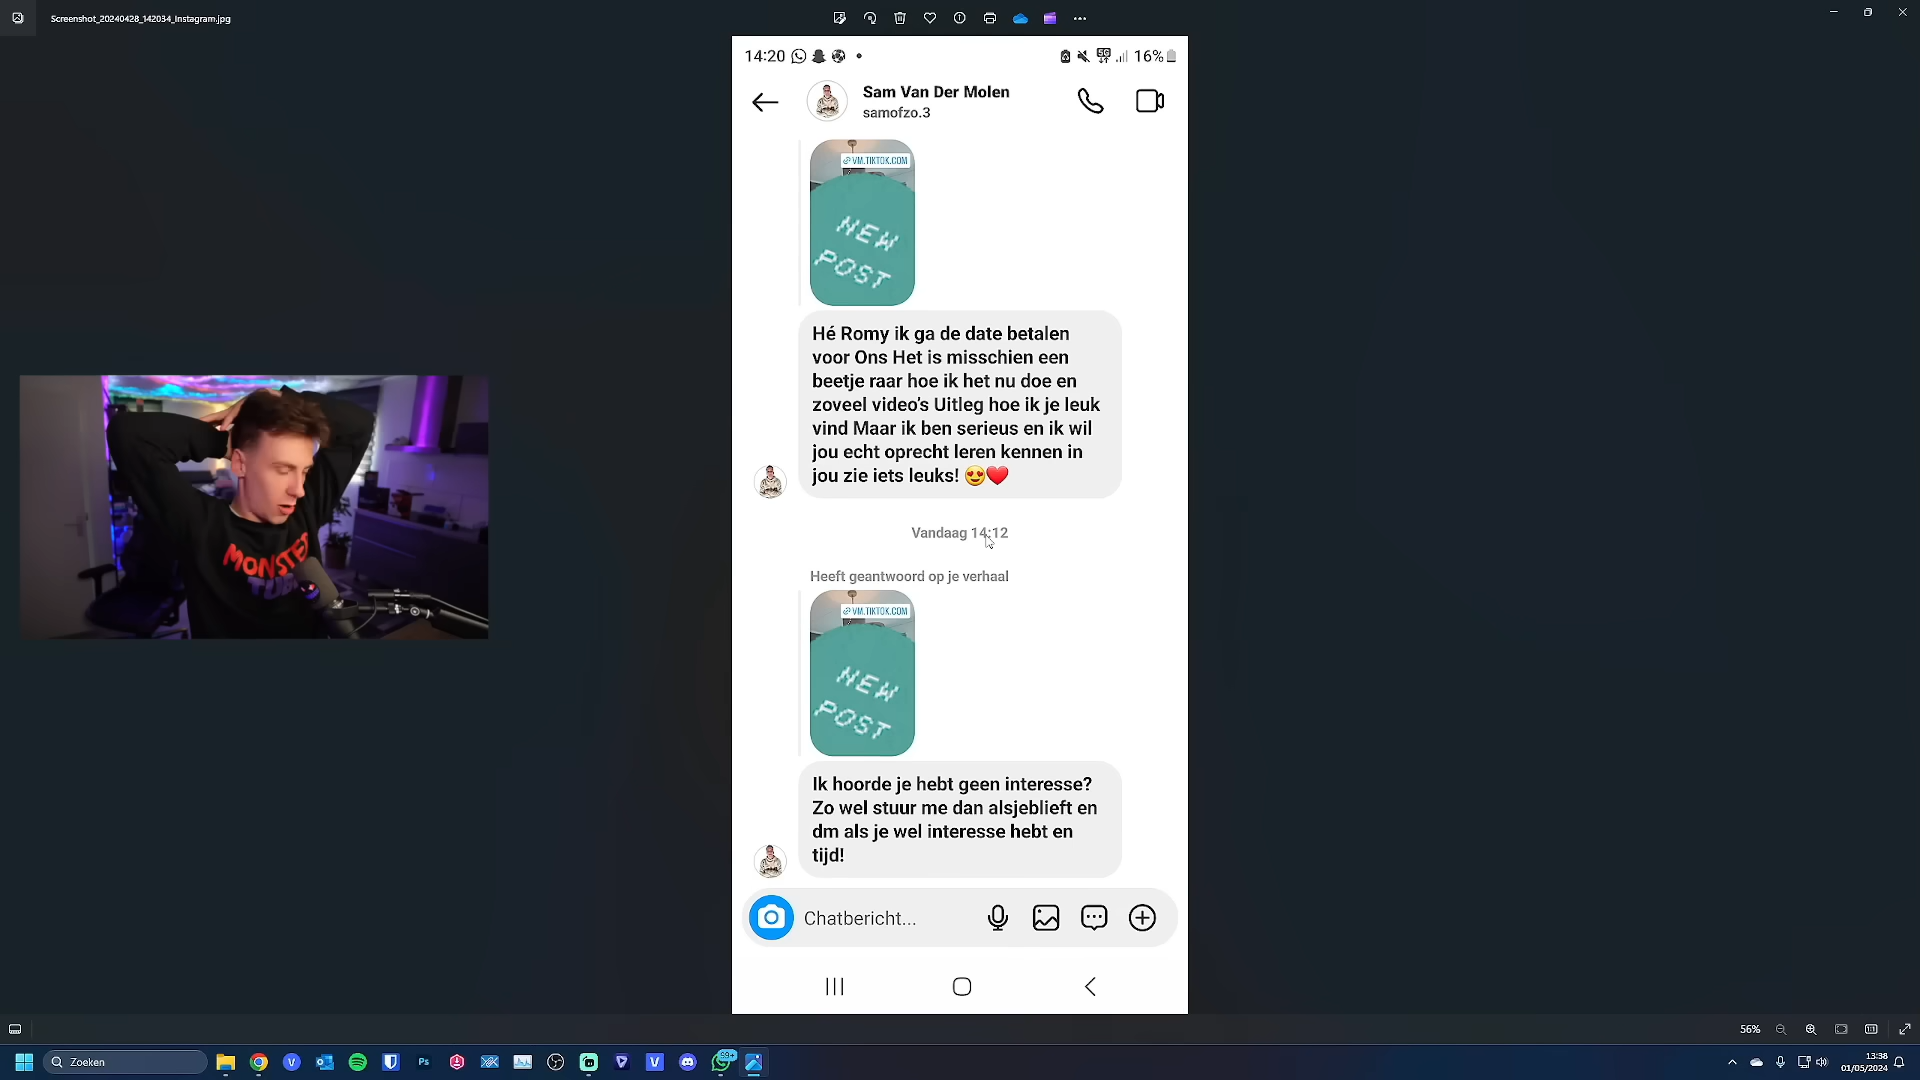 Screenshot_20240428_142034_Instagram.jpg
14:20
5G
16%
Sam Van Der Molen
samofzo.3
VM.TIKTOK.COM
NEW
POST
Hé Romy ik ga de date betalen
voor Ons Het is misschien een
beetje raar hoe ik het nu doe en
zoveel video's Uitleg hoe ik je leuk
vind Maar ik ben serieus en ik wil
jou echt oprecht leren kennen in
jou zie iets leuks! 😍❤️
Vandaag 14:12
Heeft geantwoord op je verhaal
VM.TIKTOK.COM
NEW
POST
Ik hoorde je hebt geen interesse?
Zo wel stuur me dan alsjeblieft en
dm als je wel interesse hebt en
tijd!
Chatbericht...
MONSTER
TUBE
56%
Zoeken
Ps
99+
13:38
01/05/2024